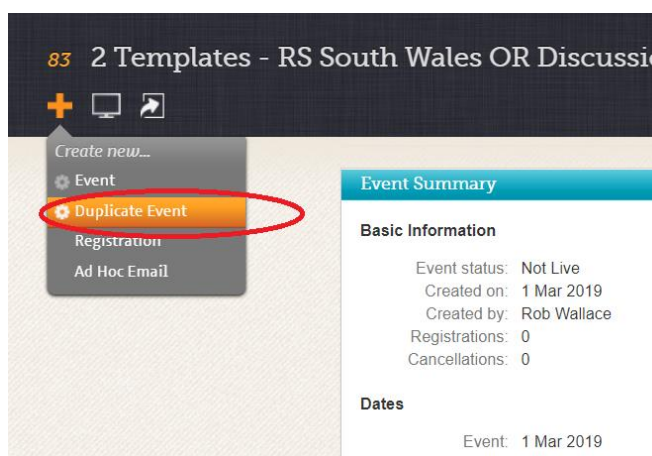 83 2 Templates - RS South Wales OR Discussi
Create new...
Event
Duplicate Event
Registration
Ad Hoc Email
Event Summary
Basic Information
Event status: Not Live
Created on: 1 Mar 2019
Created by: Rob Wallace
Registrations: 0
Cancellations: 0
Dates
Event: 1 Mar 2019